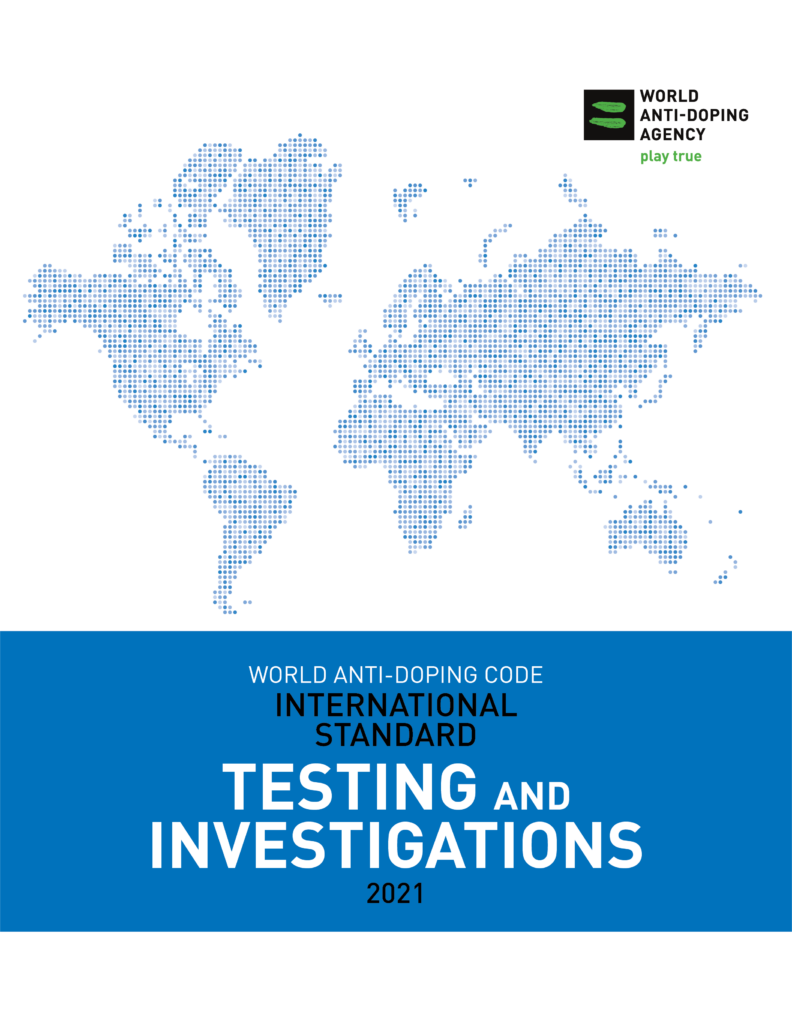 WORLD
ANTI-DOPING
AGENCY
play true
WORLD ANTI-DOPING CODE
INTERNATIONAL
STANDARD
TESTING AND
INVESTIGATIONS
2021